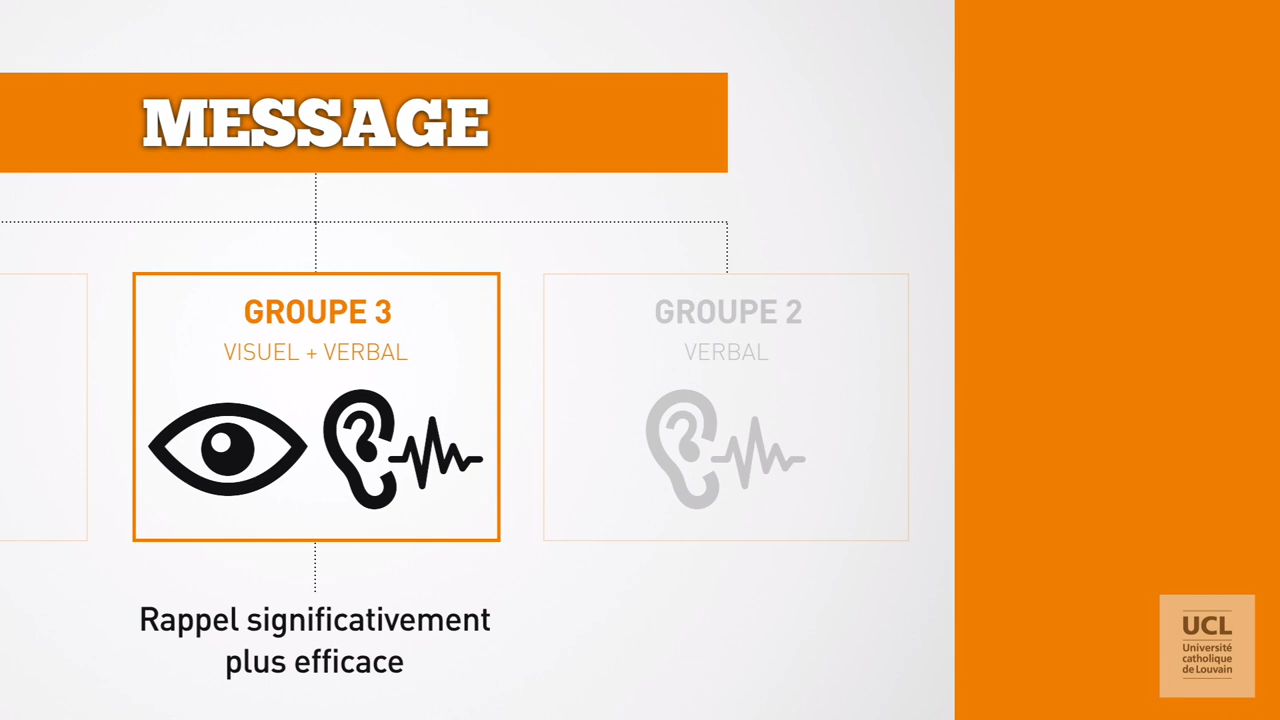 MESSAGE
GROUPE 3
VISUEL + VERBAL
GROUPE 2
VERBAL
Rappel significativement
plus efficace
UCL
Université
catholique
de Louvain